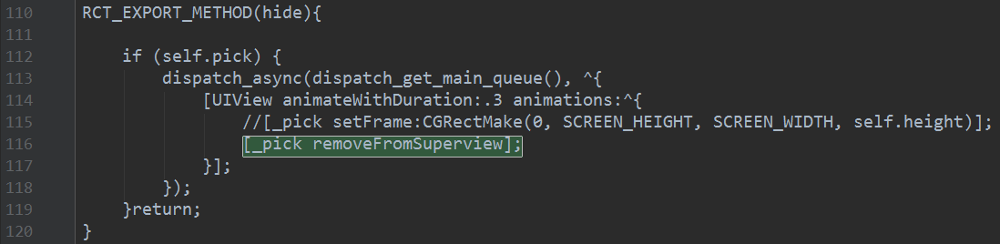 110 RCT_EXPORT_METHOD(hide){
111
112 if (self.pick) {
113 dispatch_async(dispatch_get_main_queue(), ^{
114 [UIView animateWithDuration:.3 animations:^{
115 //[_pick setFrame:CGRectMake(0, SCREEN_HEIGHT, SCREEN_WIDTH, self.height)];
116 [_pick removeFromSuperview];
117 }];
118 });
119 }return;
120 }